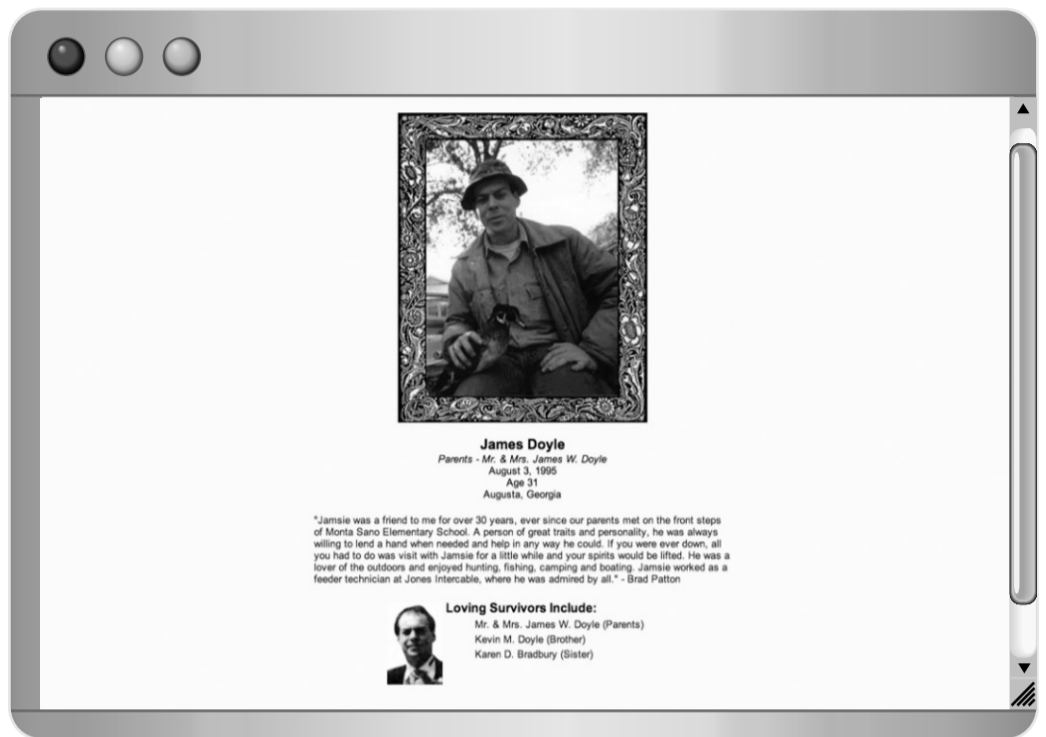 James Doyle
Parents - Mr. & Mrs. James W. Doyle
August 3, 1995
Age 31
Augusta, Georgia
"Jamsie was a friend to me for over 30 years, ever since our parents met on the front steps
of Monta Sano Elementary School. A person of great traits and personality, he was always
willing to lend a hand when needed and help in any way he could. If you were ever down, all
you had to do was visit with Jamsie for a little while and your spirits would be lifted. He was a
lover of the outdoors and enjoyed hunting, fishing, camping and boating. Jamsie worked as a
feeder technician at Jones Intercable, where he was admired by all." - Brad Patton
Loving Survivors Include:
Mr. & Mrs. James W. Doyle (Parents)
Kevin M. Doyle (Brother)
Karen D. Bradbury (Sister)